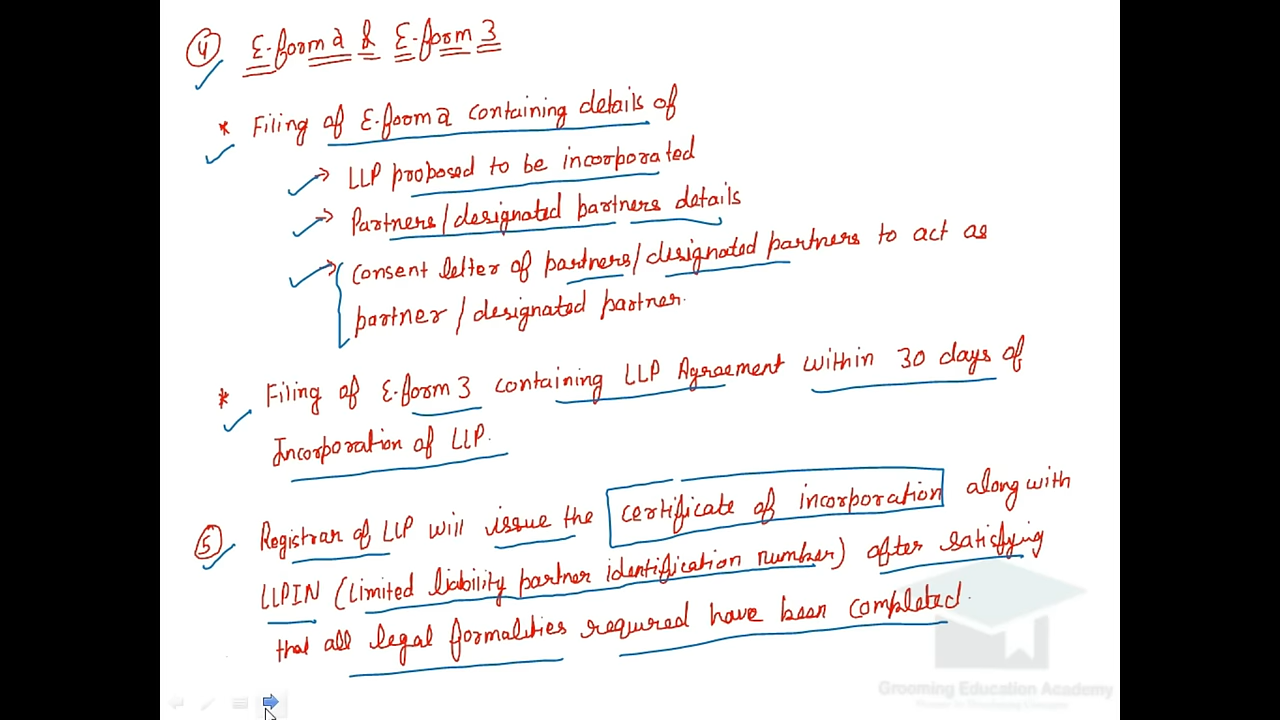 4 E-form 2 & E-form 3
* Filing of E-form 2 containing details of
→ LLP proposed to be incorporated
→ Partners/designated partners details
→ Consent letter of partners/designated partners to act as
partner/designated partner.
* Filing of E-form 3 containing LLP Agreement within 30 days of
Incorporation of LLP.
5 Registrar of LLP will issue the certificate of incorporation along with
LLPIN (Limited liability partner identification number) after satisfying
that all legal formalities required have been completed.
Grooming Education Academy